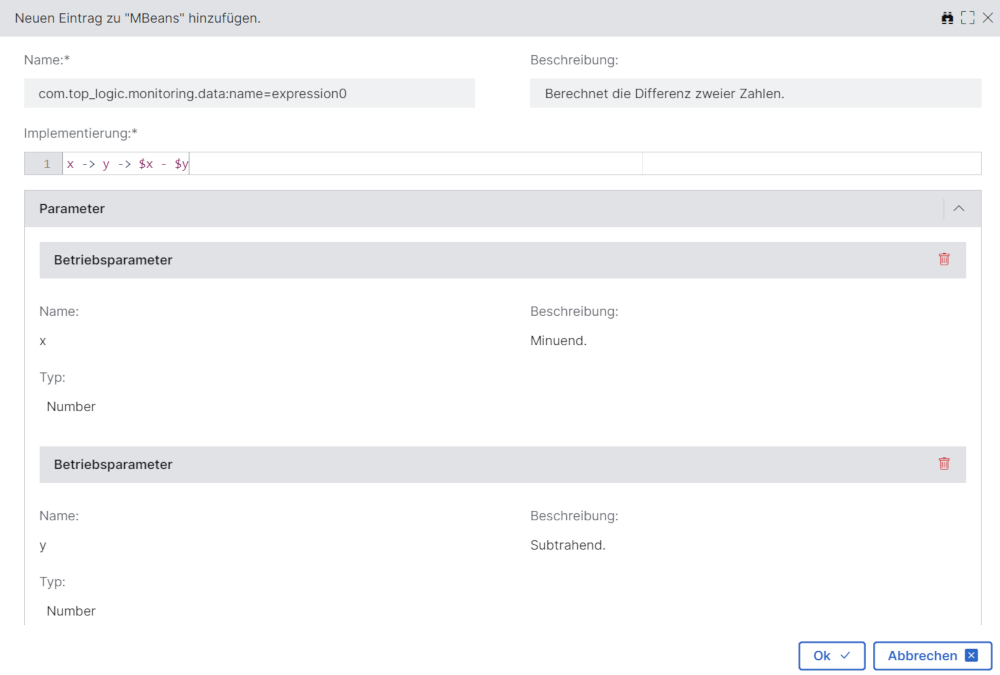 Neuen Eintrag zu "MBeans" hinzufügen.
Name:* Beschreibung:
com.top_logic.monitoring.data:name=expression0 Berechnet die Differenz zweier Zahlen.
Implementierung:*
1 x -> y -> $x - $y
Parameter
Betriebsparameter
Name: Beschreibung:
x Minuend.
Typ:
Number
Betriebsparameter
Name: Beschreibung:
y Subtrahend.
Typ:
Number
Ok Abbrechen